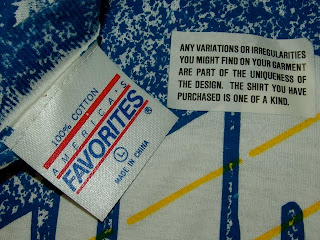 100% COTTON
AMERICA'S
FAVORITES®
L
MADE IN CHINA
ANY VARIATIONS OR IRREGULARITIES
YOU MIGHT FIND ON YOUR GARMENT
ARE PART OF THE UNIQUENESS OF
THE DESIGN. THE SHIRT YOU HAVE
PURCHASED IS ONE OF A KIND.